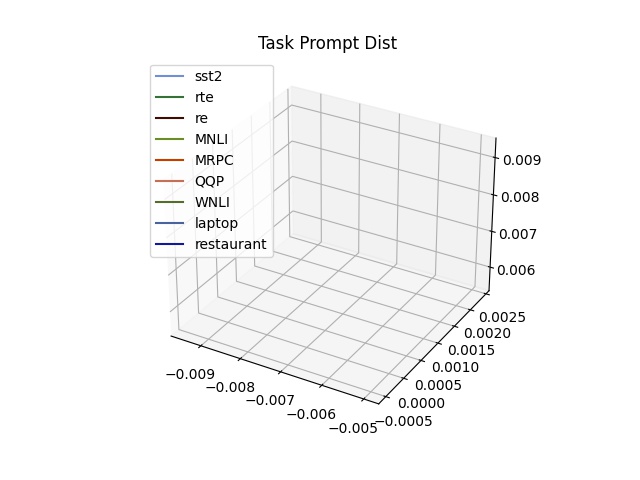 Task Prompt Dist
sst2
rte
re
MNLI
MRPC
QQP
WNLI
laptop
restaurant
0.009
0.008
0.007
0.006
0.0025
0.0020
0.0015
0.0010
0.0005
0.0000
−0.0005
−0.009
−0.008
−0.007
−0.006
−0.005